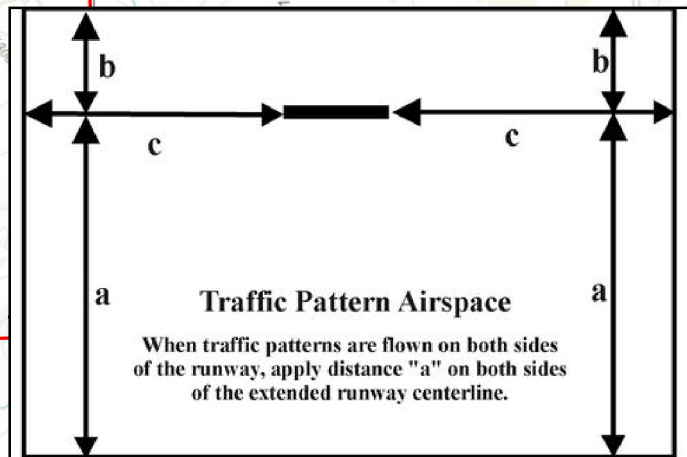 b
b
c
c
a
a
Traffic Pattern Airspace
When traffic patterns are flown on both sides
of the runway, apply distance "a" on both sides
of the extended runway centerline.